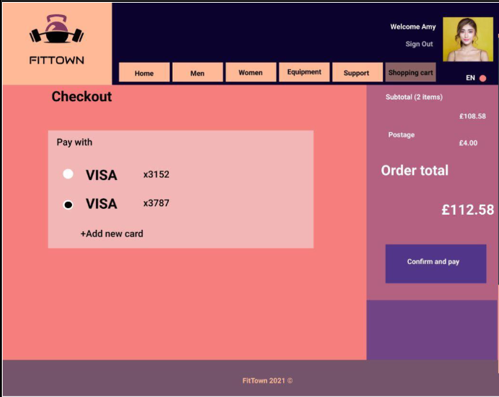 Welcome Amy
Sign Out
FITTOWN
Home
Men
Women
Equipment
Support
Shopping cart
EN
Checkout
Pay with
VISA x3152
VISA x3787
+Add new card
Subtotal (2 items)
£108.58
Postage
£4.00
Order total
£112.58
Confirm and pay
FitTown 2021 ©